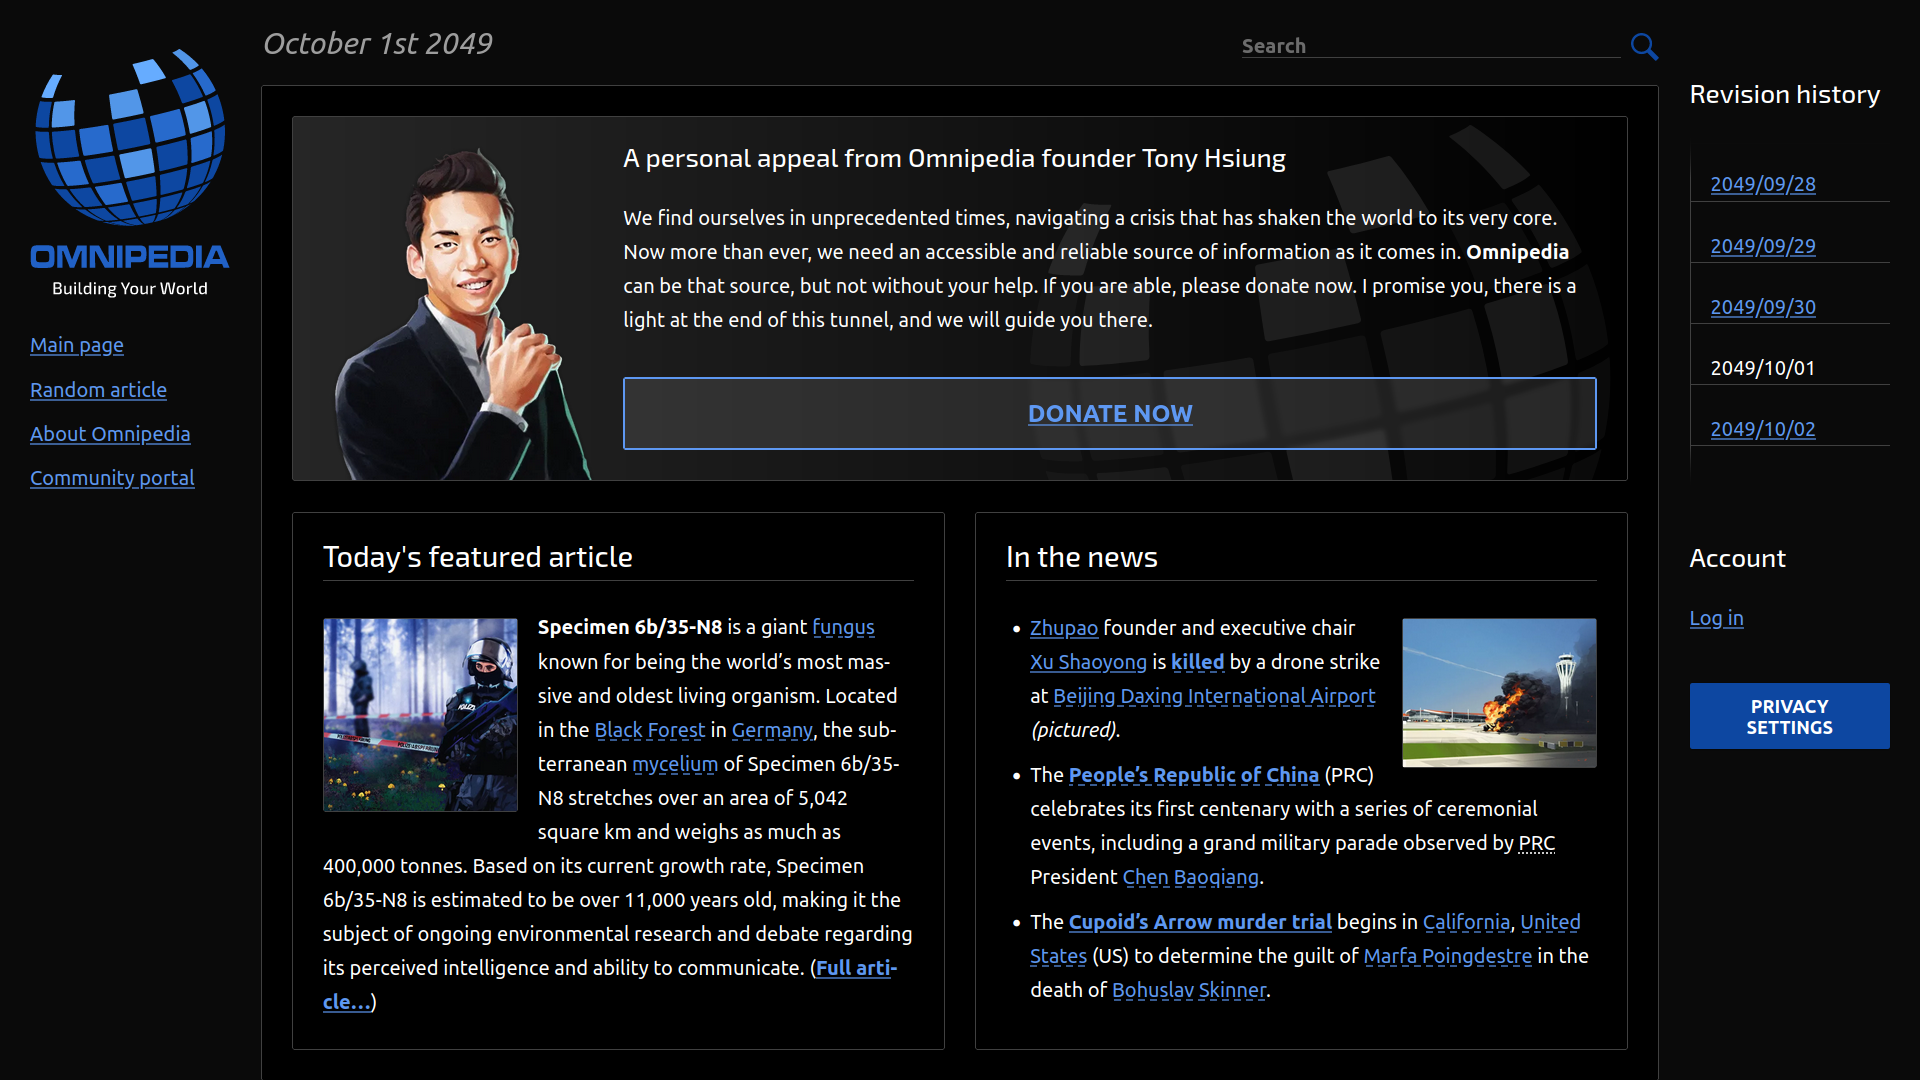 October 1st 2049
Search
OMNIPEDIA
Building Your World
Main page
Random article
About Omnipedia
Community portal
A personal appeal from Omnipedia founder Tony Hsiung
We find ourselves in unprecedented times, navigating a crisis that has shaken the world to its very core.
Now more than ever, we need an accessible and reliable source of information as it comes in. Omnipedia
can be that source, but not without your help. If you are able, please donate now. I promise you, there is a
light at the end of this tunnel, and we will guide you there.
DONATE NOW
Today's featured article
Specimen 6b/35-N8 is a giant fungus
known for being the world’s most mas-
sive and oldest living organism. Located
in the Black Forest in Germany, the sub-
terranean mycelium of Specimen 6b/35-
N8 stretches over an area of 5,042
square km and weighs as much as
400,000 tonnes. Based on its current growth rate, Specimen
6b/35-N8 is estimated to be over 11,000 years old, making it the
subject of ongoing environmental research and debate regarding
its perceived intelligence and ability to communicate. (Full arti-
cle…)
POLIZEI
In the news
Zhupao founder and executive chair
Xu Shaoyong is killed by a drone strike
at Beijing Daxing International Airport
(pictured).
The People’s Republic of China (PRC)
celebrates its first centenary with a series of ceremonial
events, including a grand military parade observed by PRC
President Chen Baoqiang.
The Cupoid’s Arrow murder trial begins in California, United
States (US) to determine the guilt of Marfa Poingdestre in the
death of Bohuslav Skinner.
Revision history
2049/09/28
2049/09/29
2049/09/30
2049/10/01
2049/10/02
Account
Log in
PRIVACY
SETTINGS